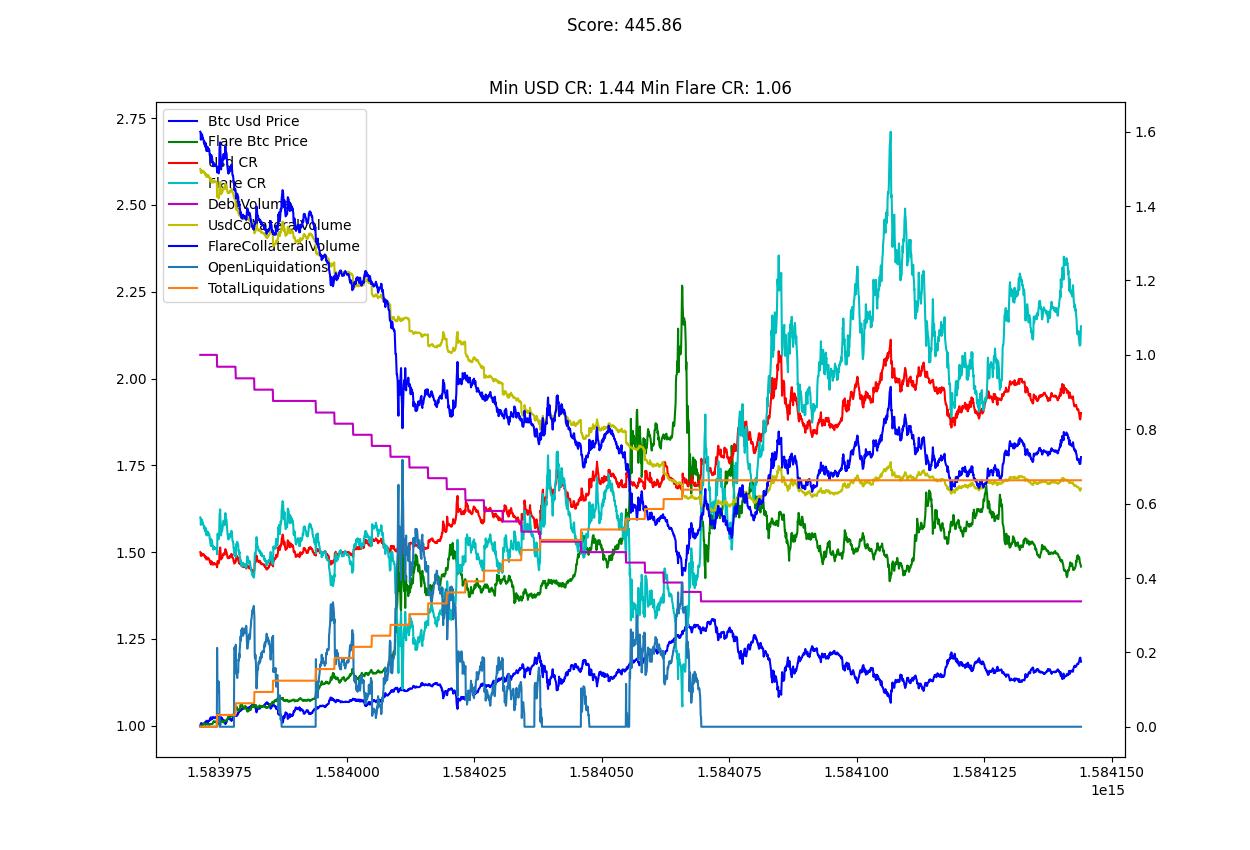 Score: 445.86
Min USD CR: 1.44 Min Flare CR: 1.06
Btc Usd Price
Flare Btc Price
Usd CR
Flare CR
Debt Volume
UsdCollateralVolume
FlareCollateralVolume
OpenLiquidations
TotalLiquidations
2.75
2.50
2.25
2.00
1.75
1.50
1.25
1.00
1.6
1.4
1.2
1.0
0.8
0.6
0.4
0.2
0.0
1.583975 1.584000 1.584025 1.584050 1.584075 1.584100 1.584125 1.584150
1e15